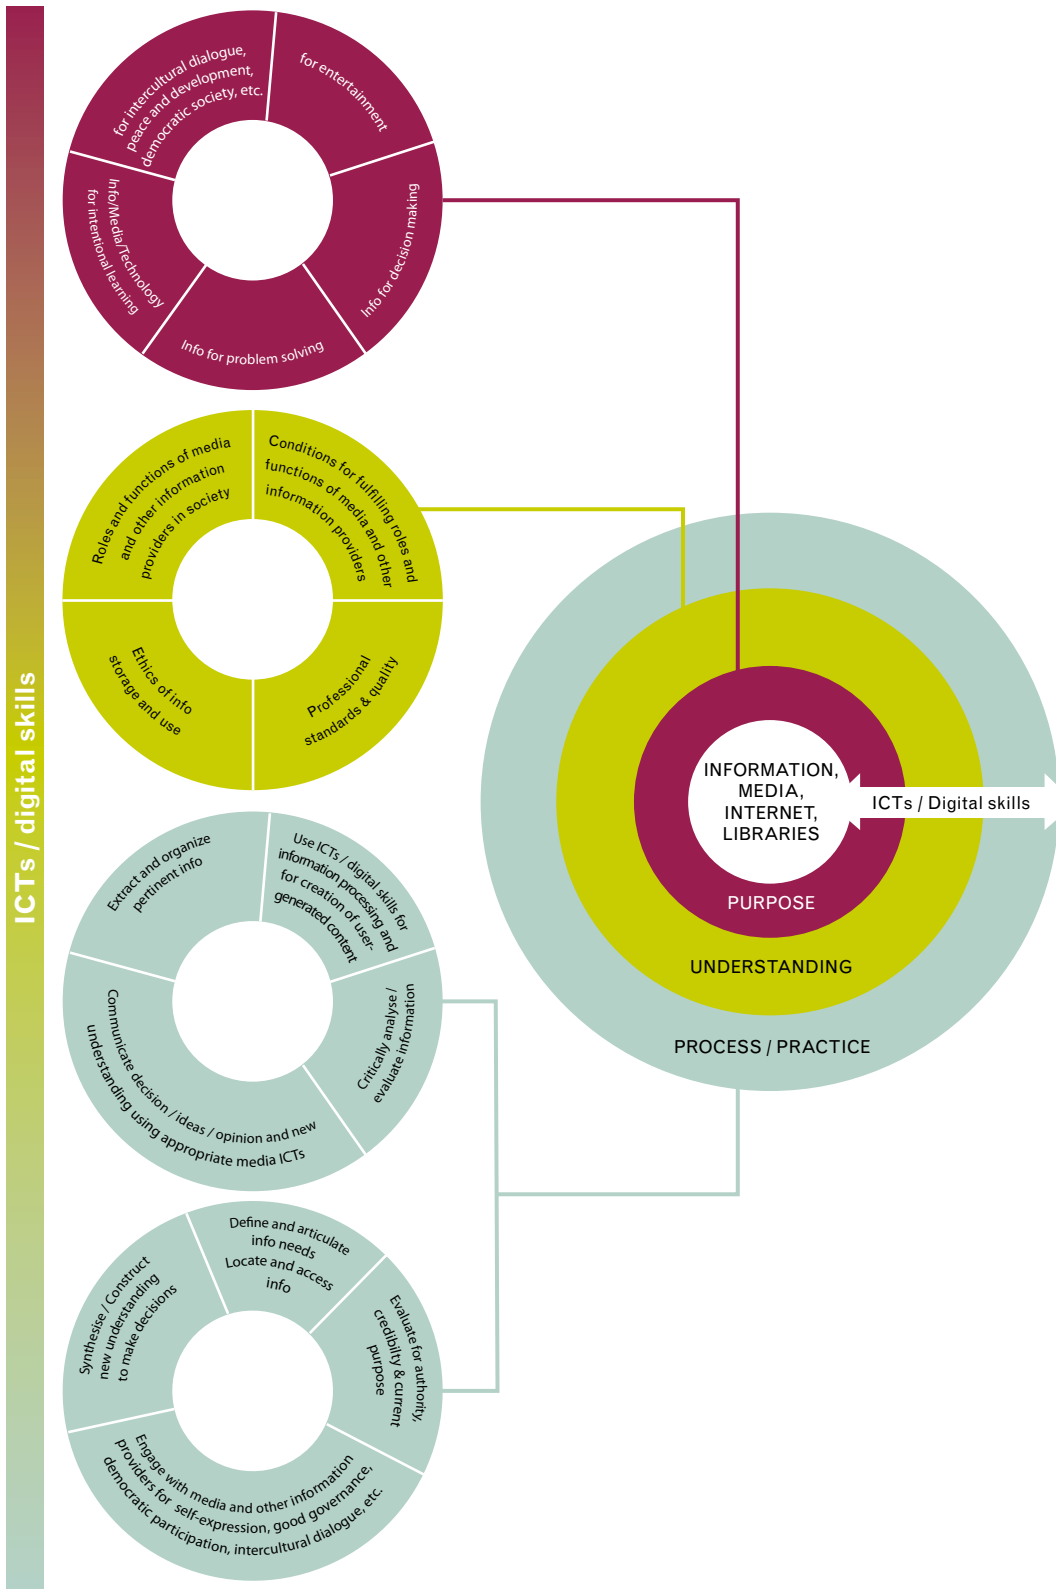 ICTs / digital skills
for intercultural dialogue,
peace and development,
democratic society, etc.
for entertainment
Info for decision making
Info for problem solving
Info/Media/Technology
for intentional learning
Roles and functions of media
and other information
providers in society
Conditions for fulfilling roles and
functions of media and other
information providers
Professional
standards & quality
Ethics of info
storage and use
Extract and organize
pertinent info
Use ICTs / digital skills for
information processing and
for creation of user-
generated content
Critically analyse /
evaluate information
Communicate decision / ideas / opinion and new
understanding using appropriate media ICTs
Synthesise / Construct
new understanding
to make decisions
Define and articulate
info needs
Locate and access
info
Evaluate for authority,
credibilty & current
purpose
Engage with media and other information
providers for self-expression, good governance,
democratic participation, intercultural dialogue, etc.
INFORMATION,
MEDIA,
INTERNET,
LIBRARIES
ICTs / Digital skills
PURPOSE
UNDERSTANDING
PROCESS / PRACTICE